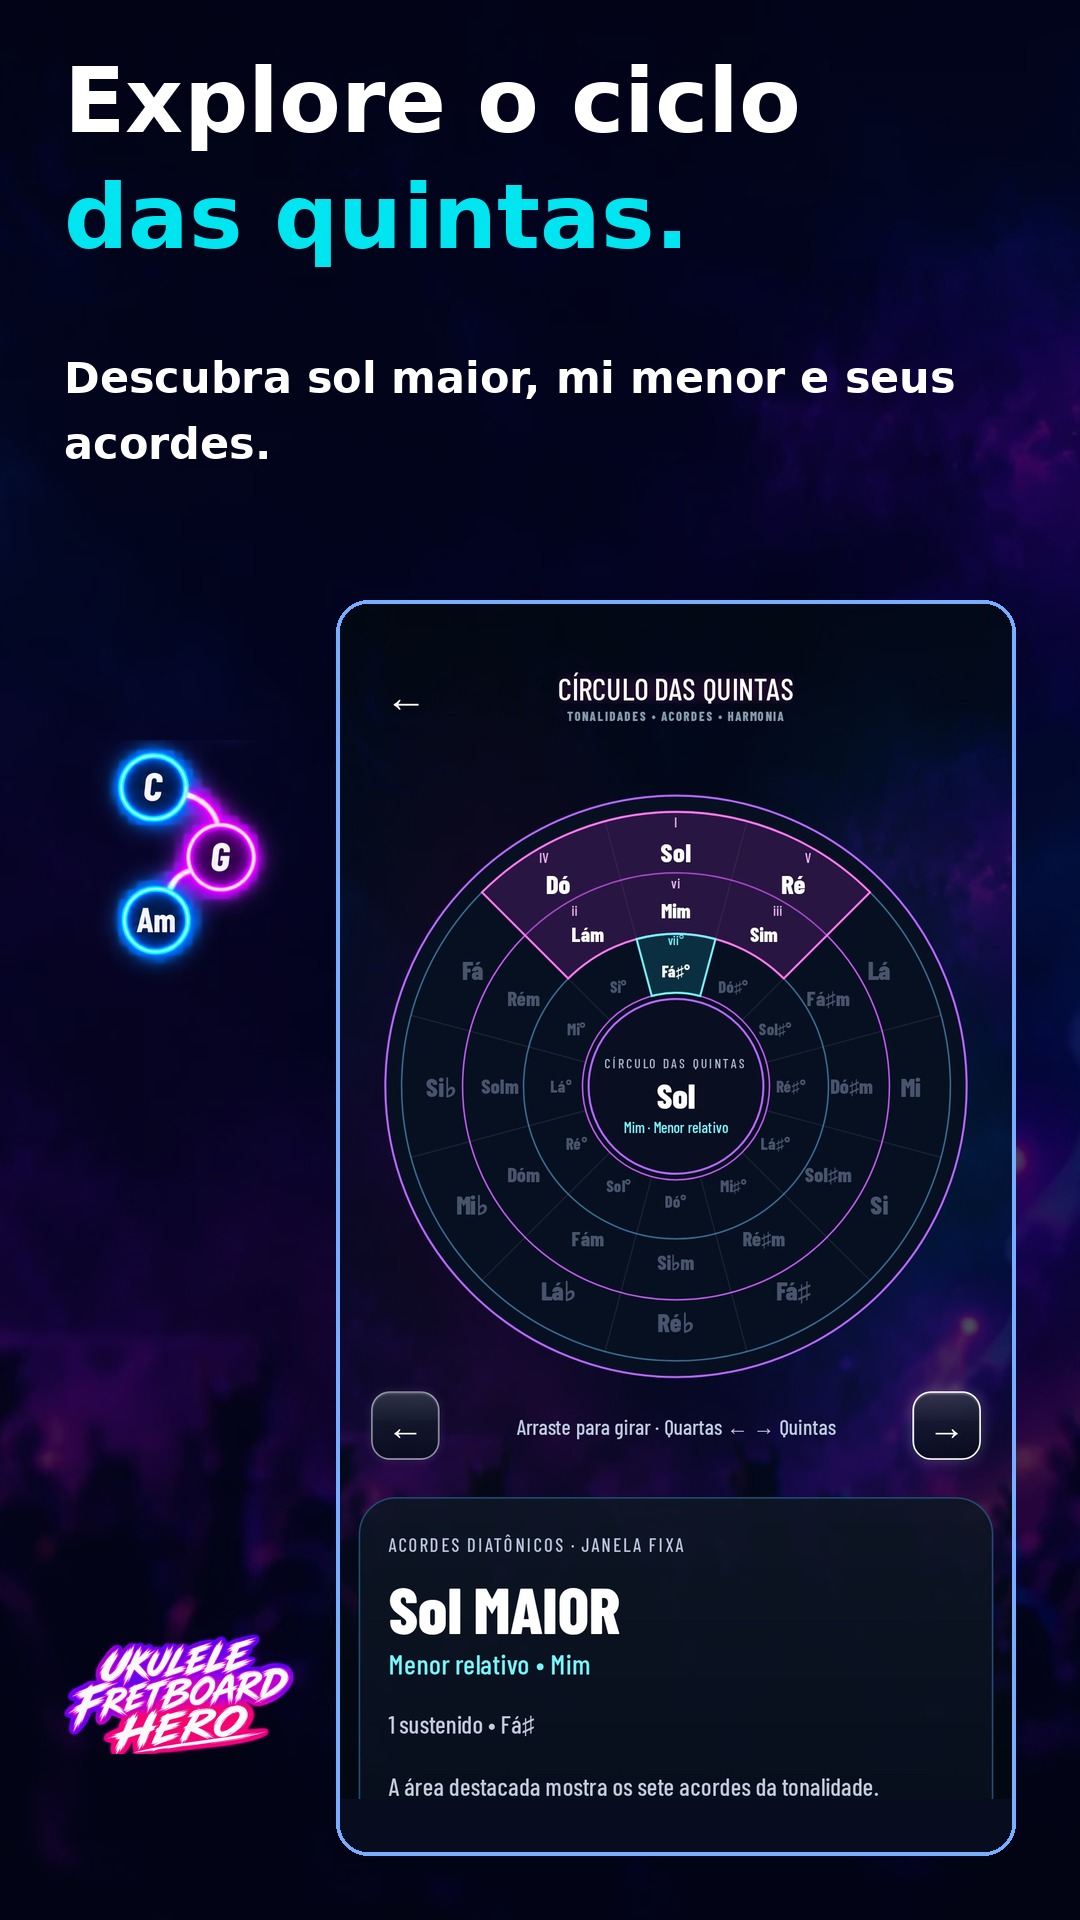 Explore o ciclo
das quintas.
Descubra sol maior, mi menor e seus
acordes.
←
CÍRCULO DAS QUINTAS
TONALIDADES • ACORDES • HARMONIA
C
G
Am
I
Sol
IV
Dó
V
Ré
vi
Mim
ii
Lám
iii
Sim
vii°
Fá♯°
Fá
Lá
Rém
Fá♯m
Si°
Dó♯°
Mi°
Sol♯°
Si♭
Solm
Lá°
Ré♯°
Dó♯m
Mi
CÍRCULO DAS QUINTAS
Sol
Mim · Menor relativo
Ré°
Lá♯°
Dóm
Sol♯m
Sol°
Mi♯°
Dó°
Mi♭
Si
Fám
Ré♯m
Si♭m
Lá♭
Fá♯
Ré♭
←
Arraste para girar · Quartas ← → Quintas
→
ACORDES DIATÔNICOS · JANELA FIXA
Sol MAIOR
Menor relativo • Mim
1 sustenido • Fá♯
A área destacada mostra os sete acordes da tonalidade.
UKULELE
FRETBOARD
HERO